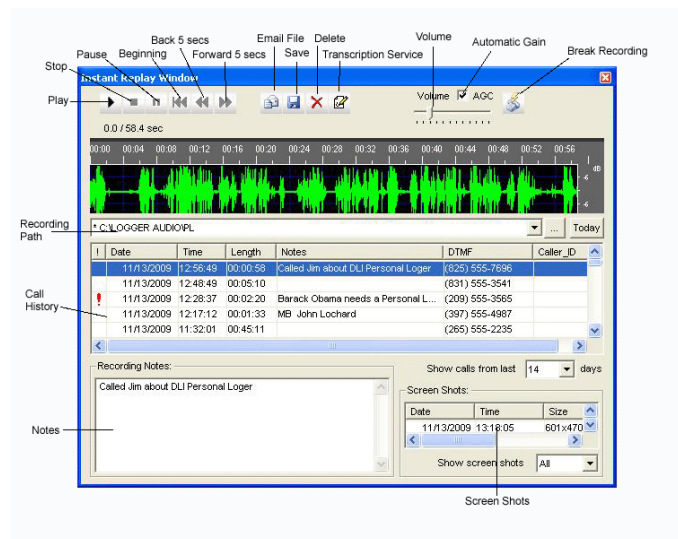 Back 5 secs Email File Delete Volume
Automatic Gain
Pause Beginning Forward 5 secs Save Transcription Service Break Recording
Stop
Instant Replay Window
Play
Volume AGC
0.0 / 58.4 sec
00:00 00:04 00:08 00:12 00:16 00:20 00:24 00:28 00:32 00:36 00:40 00:44 00:48 00:52 00:56
dB
-6
-6
Recording Path
* C:\LOGGER AUDIO\PL ... Today
! Date Time Length Notes DTMF Caller_ID
11/13/2009 12:56:49 00:00:58 Called Jim about DLI Personal Loger (825) 555-7696
11/13/2009 12:48:49 00:05:10 (831) 555-3541
! 11/13/2009 12:28:37 00:02:20 Barack Obama needs a Personal L... (209) 555-3565
11/13/2009 12:17:12 00:01:33 MB John Lochard (397) 555-4987
11/13/2009 11:32:01 00:45:11 (265) 555-2235
Call History
Recording Notes:
Called Jim about DLI Personal Loger
Notes
Show calls from last 14 days
Screen Shots:
Date Time Size
11/13/2009 13:18:05 601x470
Show screen shots All
Screen Shots